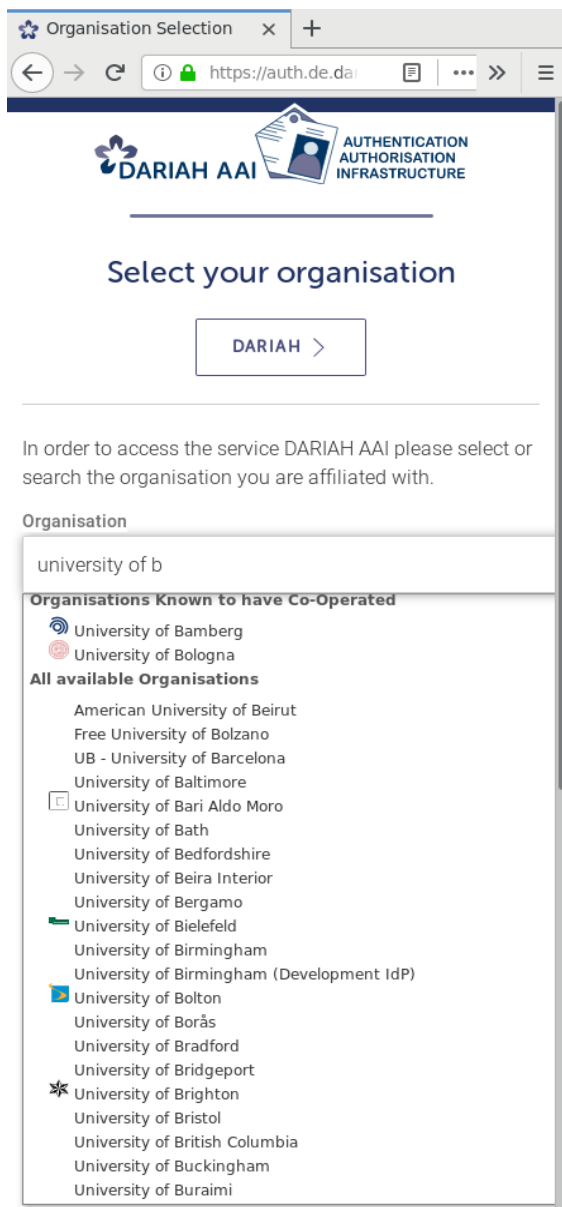 Organisation Selection
https://auth.de.da
DARIAH AAI
AUTHENTICATION
AUTHORISATION
INFRASTRUCTURE
Select your organisation
DARIAH
In order to access the service DARIAH AAI please select or
search the organisation you are affiliated with.
Organisation
university of b
Organisations Known to have Co-Operated
University of Bamberg
University of Bologna
All available Organisations
American University of Beirut
Free University of Bolzano
UB - University of Barcelona
University of Baltimore
University of Bari Aldo Moro
University of Bath
University of Bedfordshire
University of Beira Interior
University of Bergamo
University of Bielefeld
University of Birmingham
University of Birmingham (Development IdP)
University of Bolton
University of Borås
University of Bradford
University of Bridgeport
University of Brighton
University of Bristol
University of British Columbia
University of Buckingham
University of Buraimi